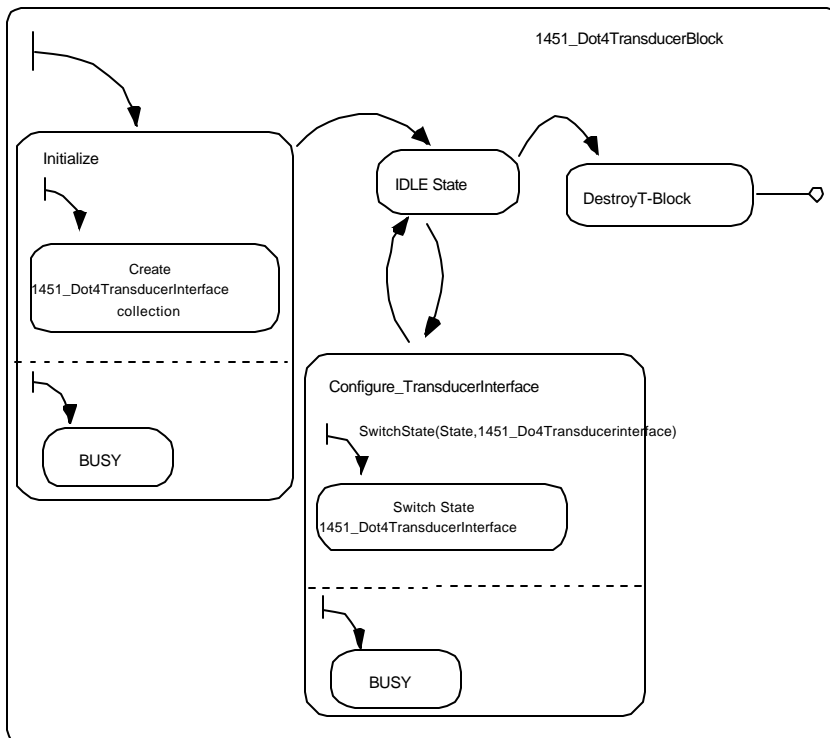 1451_Dot4TransducerBlock
Initialize
IDLE State
DestroyT-Block
Create
1451_Dot4TransducerInterface
collection
Configure_TransducerInterface
SwitchState(State,1451_Do4Transducerinterface)
BUSY
Switch State
1451_Dot4TransducerInterface
BUSY